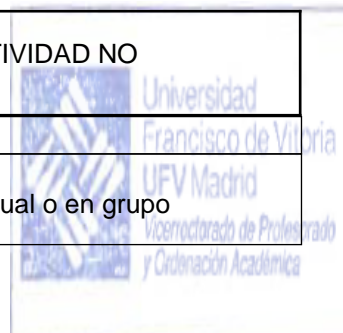 TIVIDAD NO
Universidad
Francisco de Vitoria
UFV Madrid
ual o en grupo
Vicerrectorado de Profesorado
y Ordenación Académica